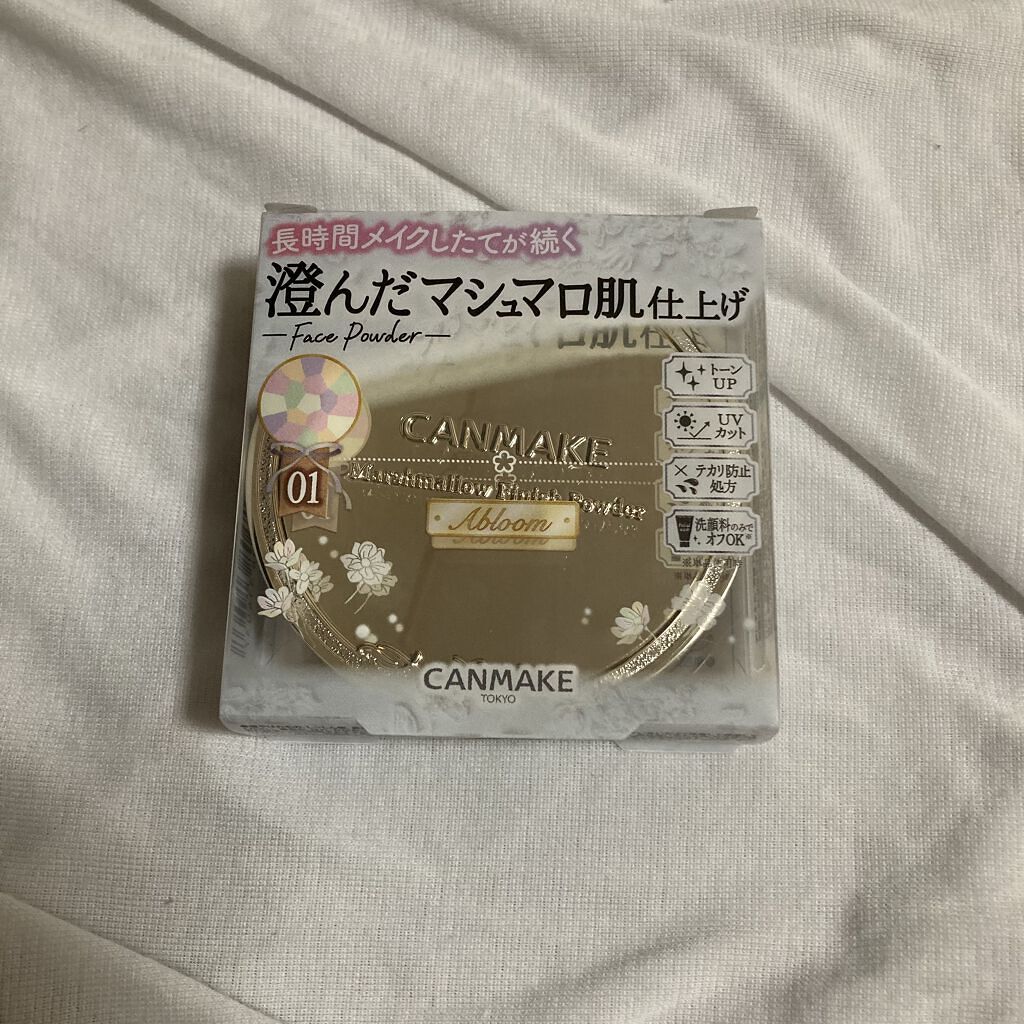 長時間メイクしたてが続く
澄んだマシュマロ肌仕上げ
Face Powder
トーン
UP
UV
カット
テカリ防止
処方
洗顔料のみで
オフOK※
CANMAKE
Marshmallow Finish Powder
Abloom
01
CANMAKE
TOKYO